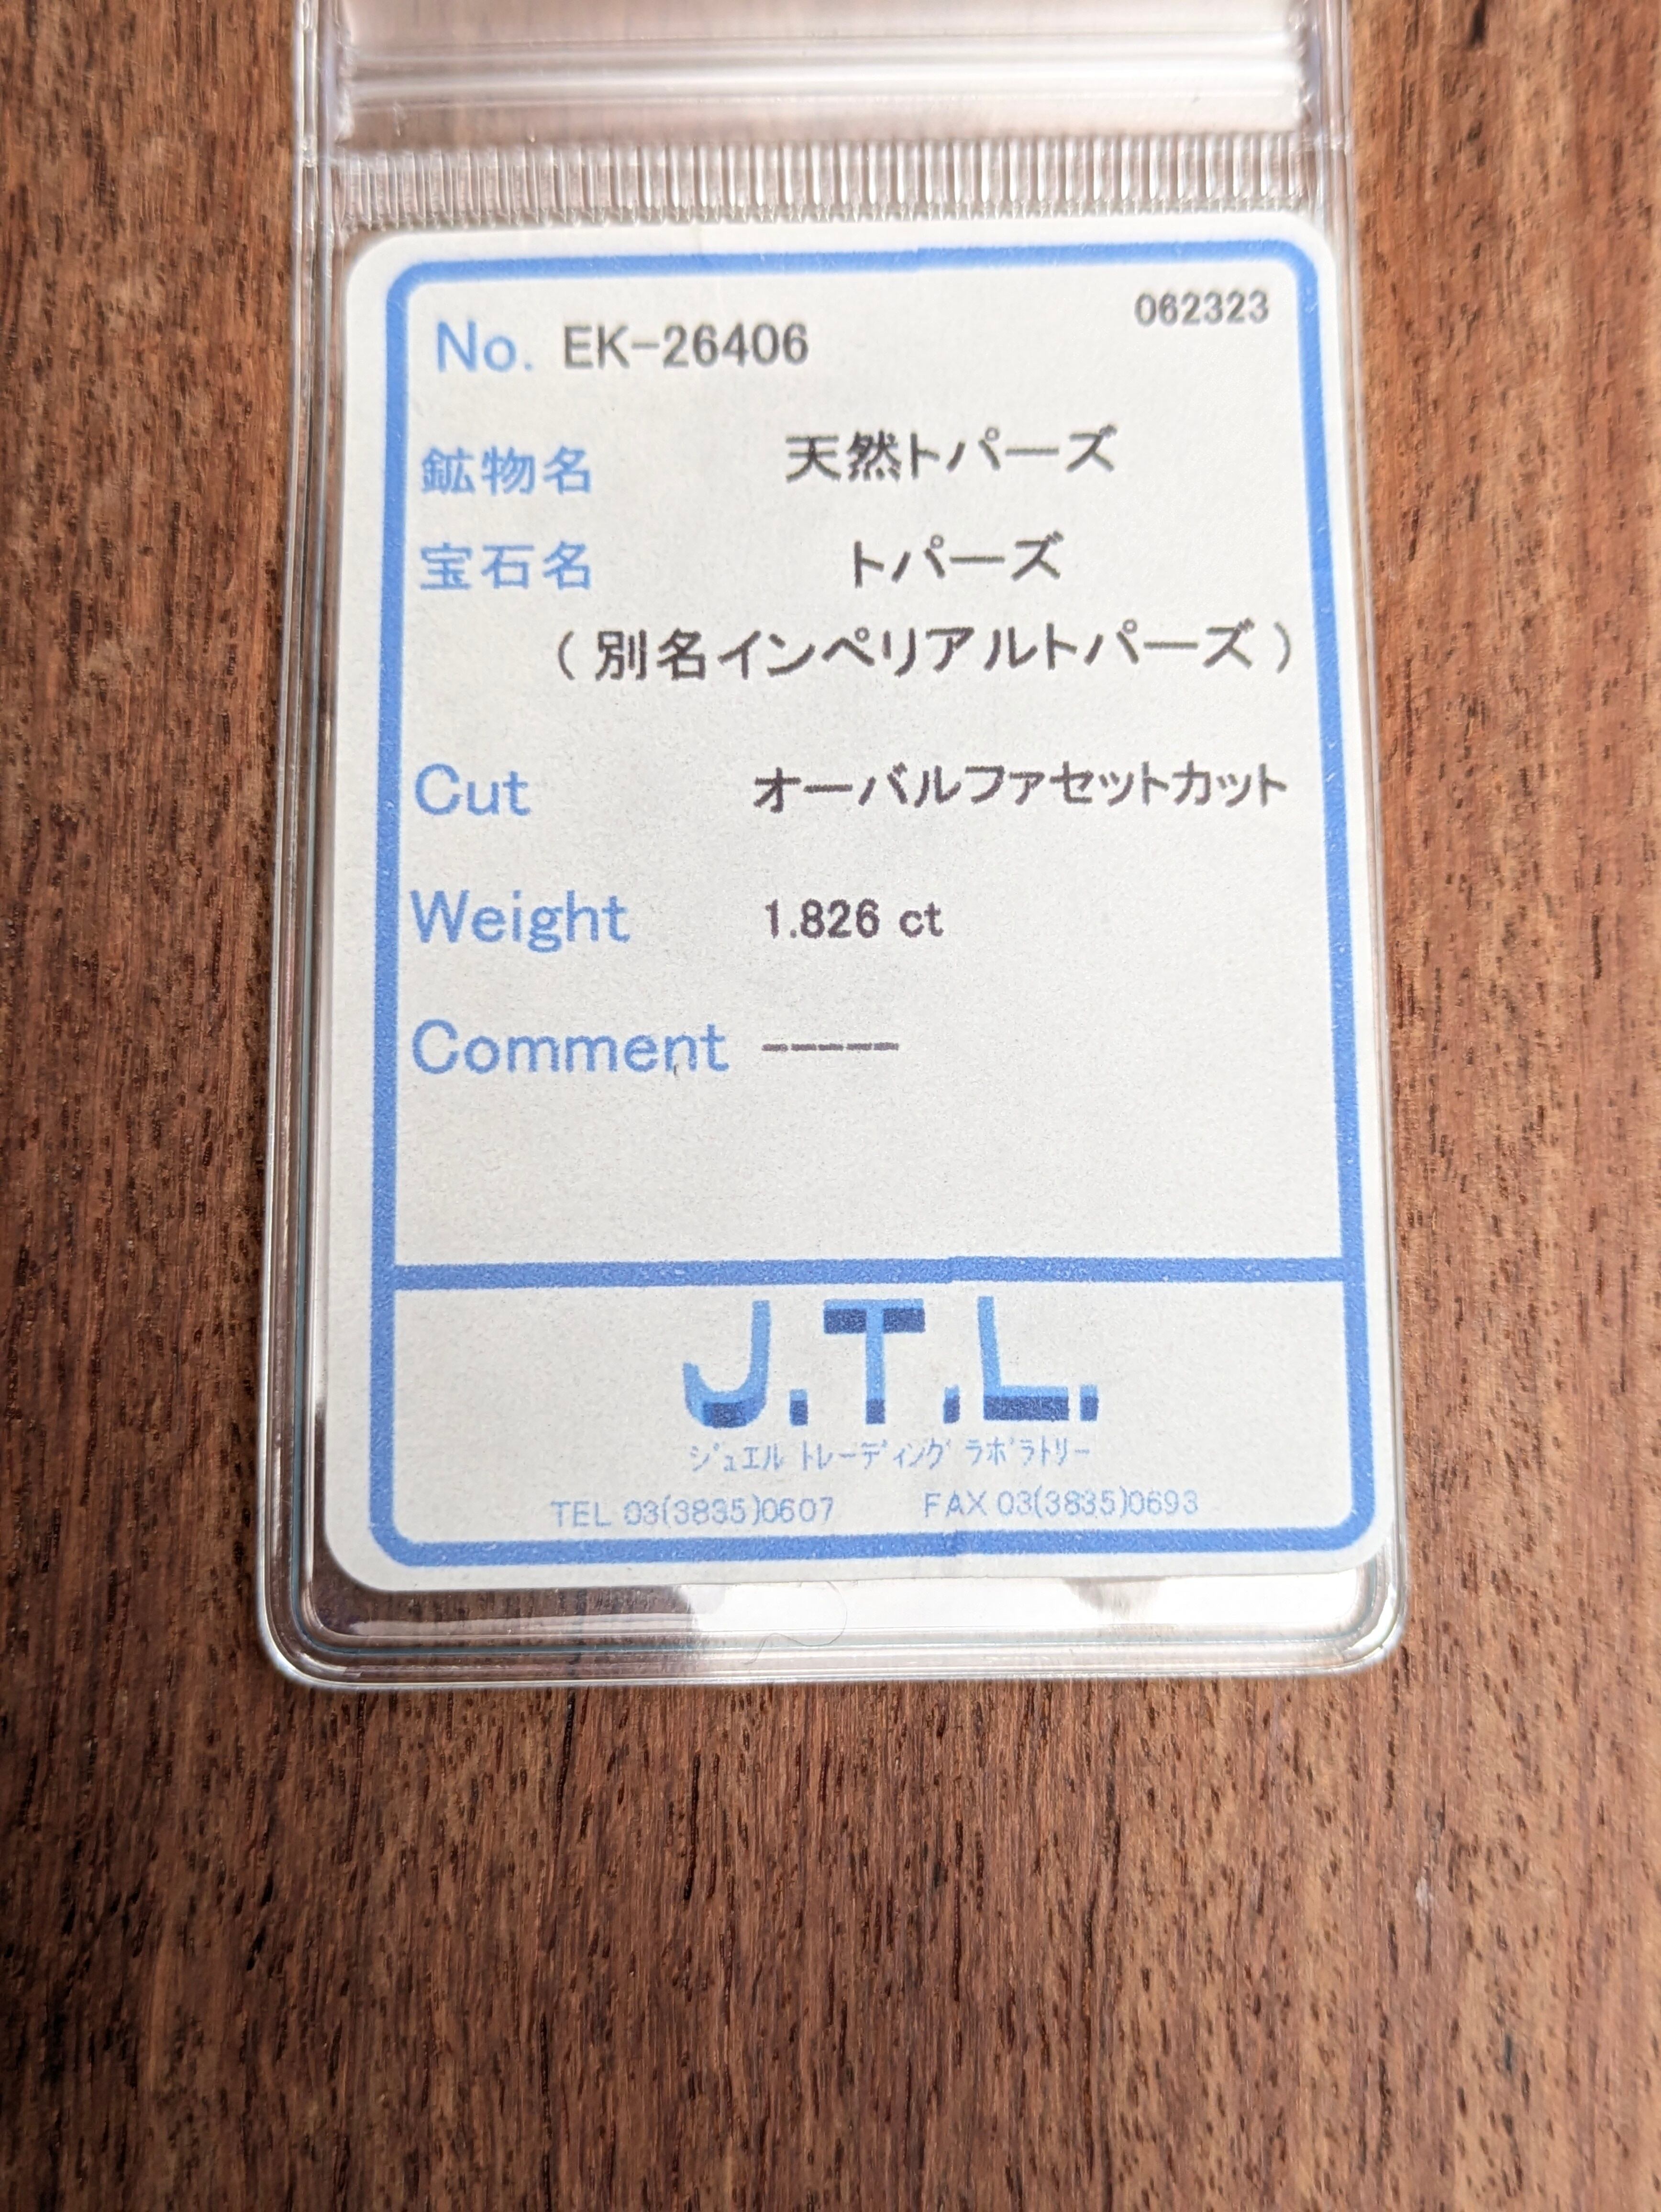 062323
No. EK-26406
鉱物名 天然トパーズ
宝石名 トパーズ
（別名インペリアルトパーズ）
Cut オーバルファセットカット
Weight 1.826 ct
Comment -----
J.T.L.
ジュエル トレーディング ラボラトリー
TEL 03(3835)0607 FAX 03(3835)0693